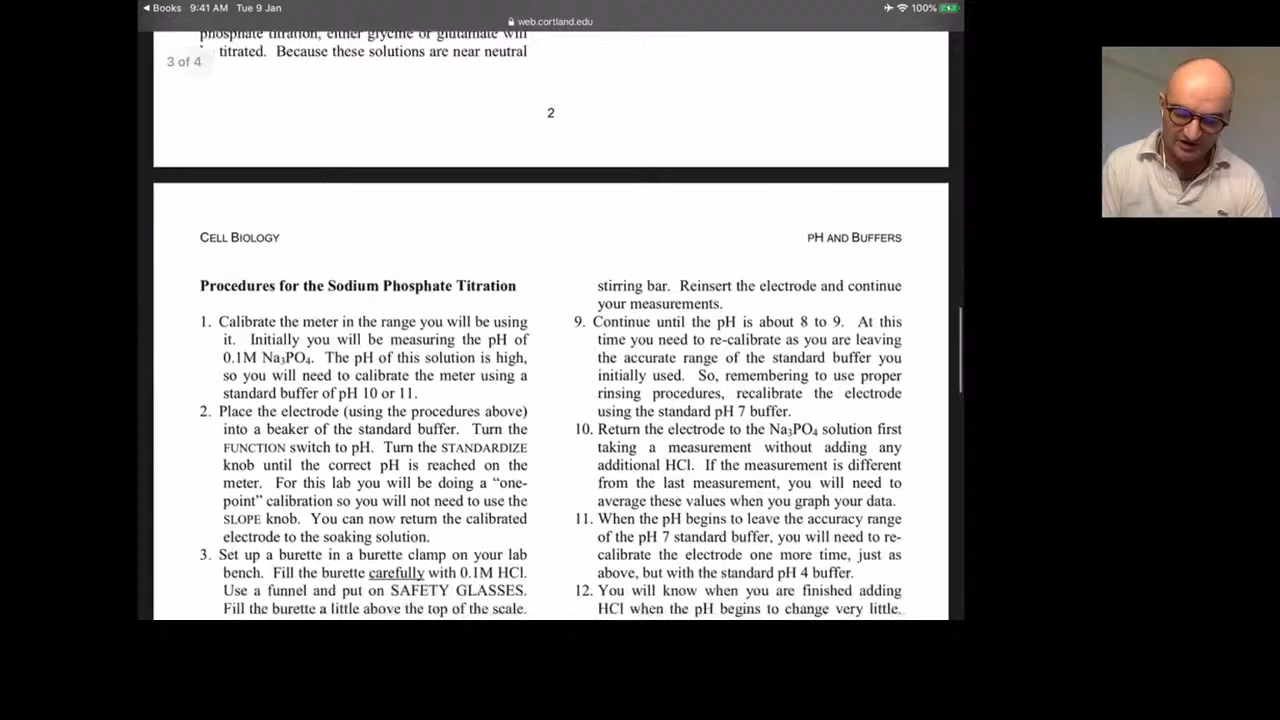 Books 9:41 AM Tue 9 Jan
100%
web.cortland.edu
phosphate titration, either glycine or glutamate will
titrated. Because these solutions are near neutral
3 of 4
2
CELL BIOLOGY
PH AND BUFFERS
Procedures for the Sodium Phosphate Titration
1. Calibrate the meter in the range you will be using
it. Initially you will be measuring the pH of
0.1M Na₃PO₄. The pH of this solution is high,
so you will need to calibrate the meter using a
standard buffer of pH 10 or 11.
2. Place the electrode (using the procedures above)
into a beaker of the standard buffer. Turn the
FUNCTION switch to pH. Turn the STANDARDIZE
knob until the correct pH is reached on the
meter. For this lab you will be doing a “one-
point” calibration so you will not need to use the
SLOPE knob. You can now return the calibrated
electrode to the soaking solution.
3. Set up a burette in a burette clamp on your lab
bench. Fill the burette carefully with 0.1M HCl.
Use a funnel and put on SAFETY GLASSES.
Fill the burette a little above the top of the scale.
stirring bar. Reinsert the electrode and continue
your measurements.
9. Continue until the pH is about 8 to 9. At this
time you need to re-calibrate as you are leaving
the accurate range of the standard buffer you
initially used. So, remembering to use proper
rinsing procedures, recalibrate the electrode
using the standard pH 7 buffer.
10. Return the electrode to the Na₃PO₄ solution first
taking a measurement without adding any
additional HCl. If the measurement is different
from the last measurement, you will need to
average these values when you graph your data.
11. When the pH begins to leave the accuracy range
of the pH 7 standard buffer, you will need to re-
calibrate the electrode one more time, just as
above, but with the standard pH 4 buffer.
12. You will know when you are finished adding
HCl when the pH begins to change very little.